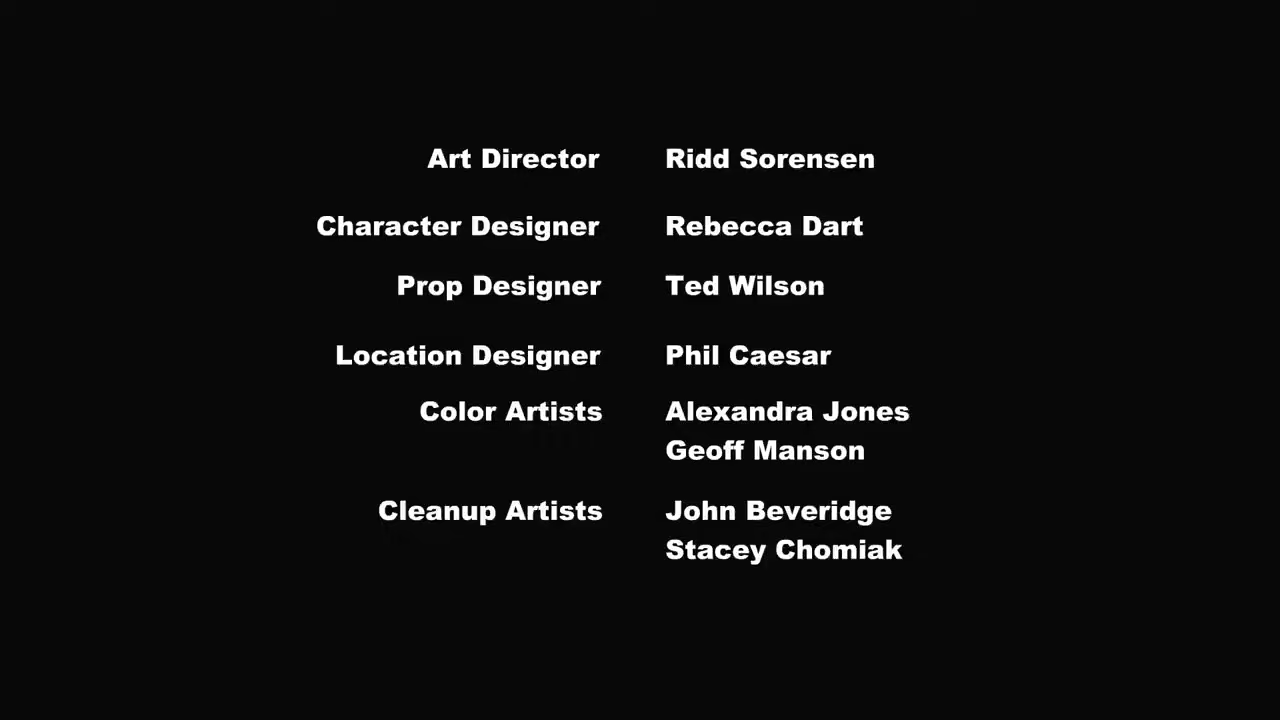 Art Director Ridd Sorensen
Character Designer Rebecca Dart
Prop Designer Ted Wilson
Location Designer Phil Caesar
Color Artists Alexandra Jones
Geoff Manson
Cleanup Artists John Beveridge
Stacey Chomiak